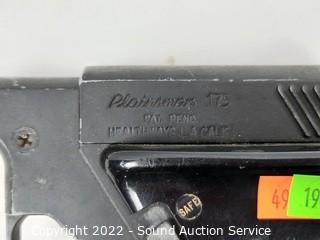 Plainsman 175
PAT. PEND.
HEALTHWAYS L.A. CALIF.
SAFE
49
19
Copyright 2022 - Sound Auction Service